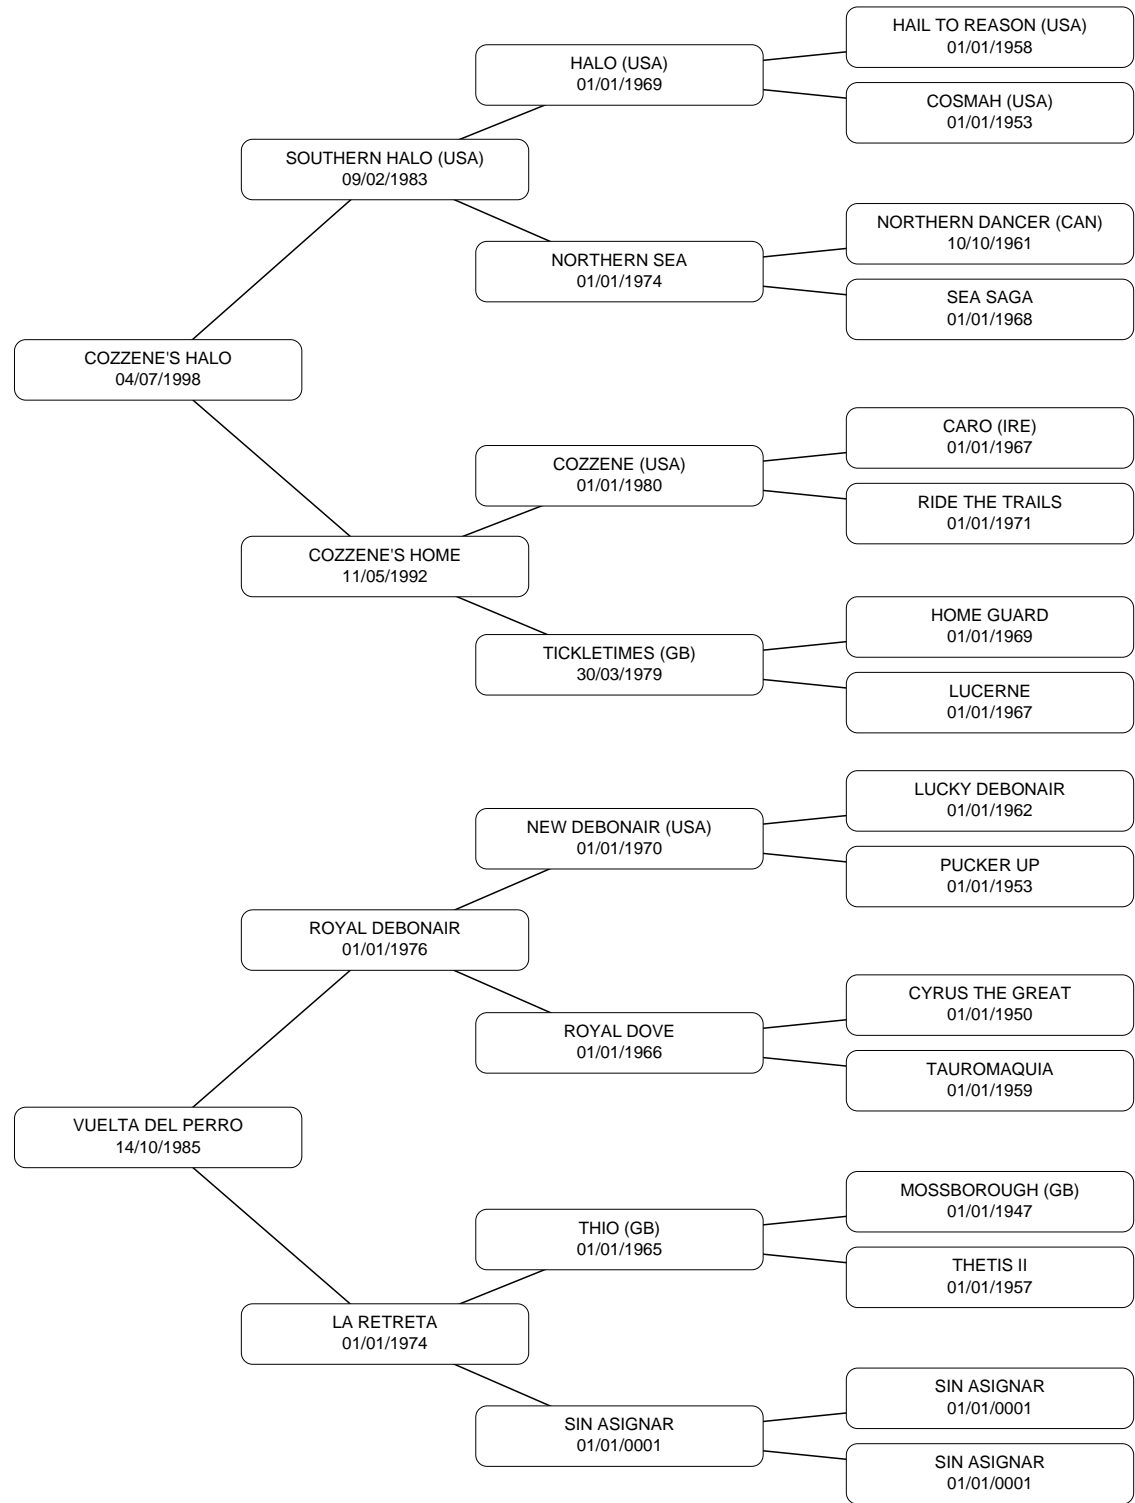 HAIL TO REASON (USA)
01/01/1958
HALO (USA)
01/01/1969
COSMAH (USA)
01/01/1953
SOUTHERN HALO (USA)
09/02/1983
NORTHERN DANCER (CAN)
10/10/1961
NORTHERN SEA
01/01/1974
SEA SAGA
01/01/1968
COZZENE'S HALO
04/07/1998
CARO (IRE)
01/01/1967
COZZENE (USA)
01/01/1980
RIDE THE TRAILS
01/01/1971
COZZENE'S HOME
11/05/1992
HOME GUARD
01/01/1969
TICKLETIMES (GB)
30/03/1979
LUCERNE
01/01/1967
LUCKY DEBONAIR
01/01/1962
NEW DEBONAIR (USA)
01/01/1970
PUCKER UP
01/01/1953
ROYAL DEBONAIR
01/01/1976
CYRUS THE GREAT
01/01/1950
ROYAL DOVE
01/01/1966
TAUROMAQUIA
01/01/1959
VUELTA DEL PERRO
14/10/1985
MOSSBOROUGH (GB)
01/01/1947
THIO (GB)
01/01/1965
THETIS II
01/01/1957
LA RETRETA
01/01/1974
SIN ASIGNAR
01/01/0001
SIN ASIGNAR
01/01/0001
SIN ASIGNAR
01/01/0001